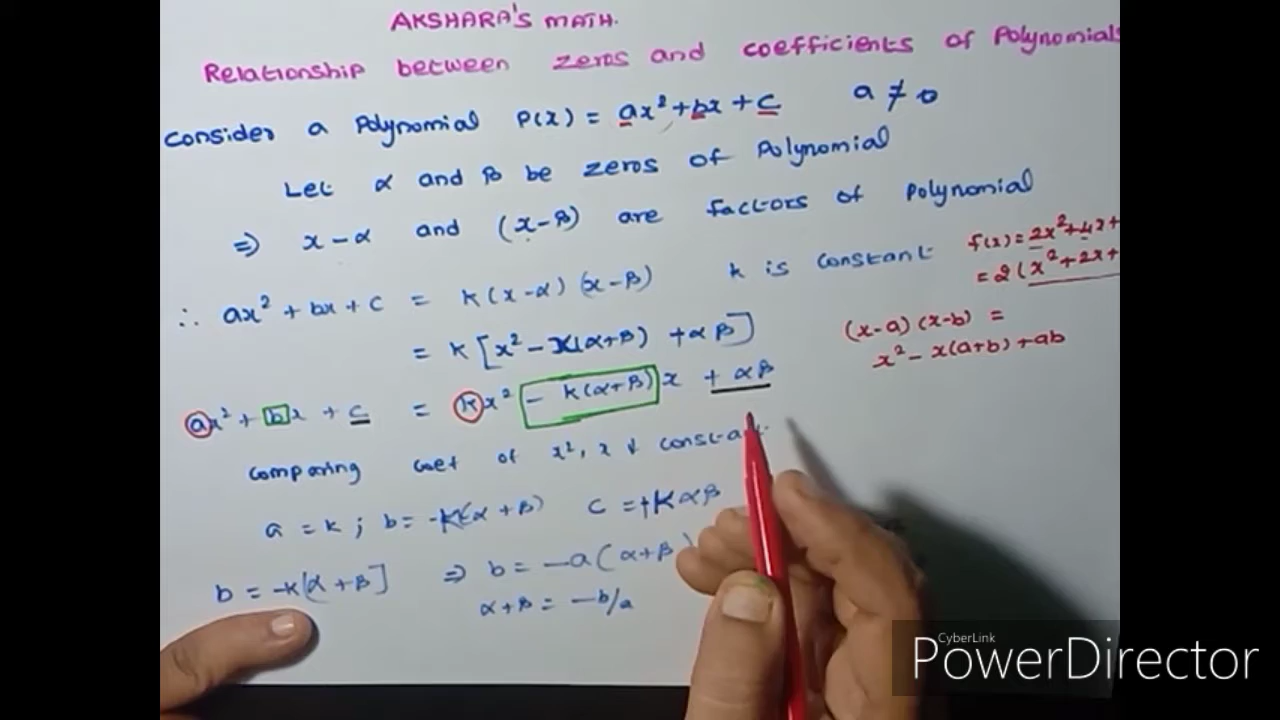 AKSHARA'S MATH.
Relationship between zeros and coefficients of Polynomials
Consider a Polynomial P(x) = ax² + bx + c a ≠ 0
Let α and β be zeros of Polynomial
⇒ x - α and (x - β) are factors of Polynomial
∴ ax² + bx + c = k(x-α)(x-β) k is constant
f(x) = 2x² + 4x +
= 2(x² + 2x +
= k[x² - x(α+β) + αβ]
(x-a)(x-b) =
x² - x(a+b) + ab
ax² + bx + c = kx² - k(α+β)x + αβ
comparing coef of x², x & constant
a = k; b = -k(α+β) c = +kαβ
b = -k[α+β] ⇒ b = -a(α+β)
α+β = -b/a
CyberLink
PowerDirector